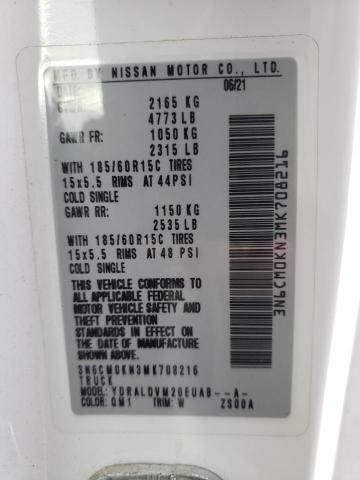 MFD. BY NISSAN MOTOR CO., LTD.
DATE: 06/21
GVWR: 2165 KG
4773 LB
GAWR FR: 1050 KG
2315 LB
WITH 185/60R15C TIRES
15x5.5 RIMS AT 44PSI
COLD SINGLE
GAWR RR: 1150 KG
2535 LB
WITH 185/60R15C TIRES
15x5.5 RIMS AT 48 PSI
COLD SINGLE
THIS VEHICLE CONFORMS TO
ALL APPLICABLE FEDERAL
MOTOR VEHICLE SAFETY AND
AND THEFT PREVENTION
STANDARDS IN EFFECT ON
THE DATE OF MANUFACTURE
SHOWN ABOVE.
3N6CM0KN3MK708216
TRUCK
MODEL: YDRALDVM20EUAB--A-
COLOR: QM1 TRIM: W ZS00A
3N6CM0KN3MK708216